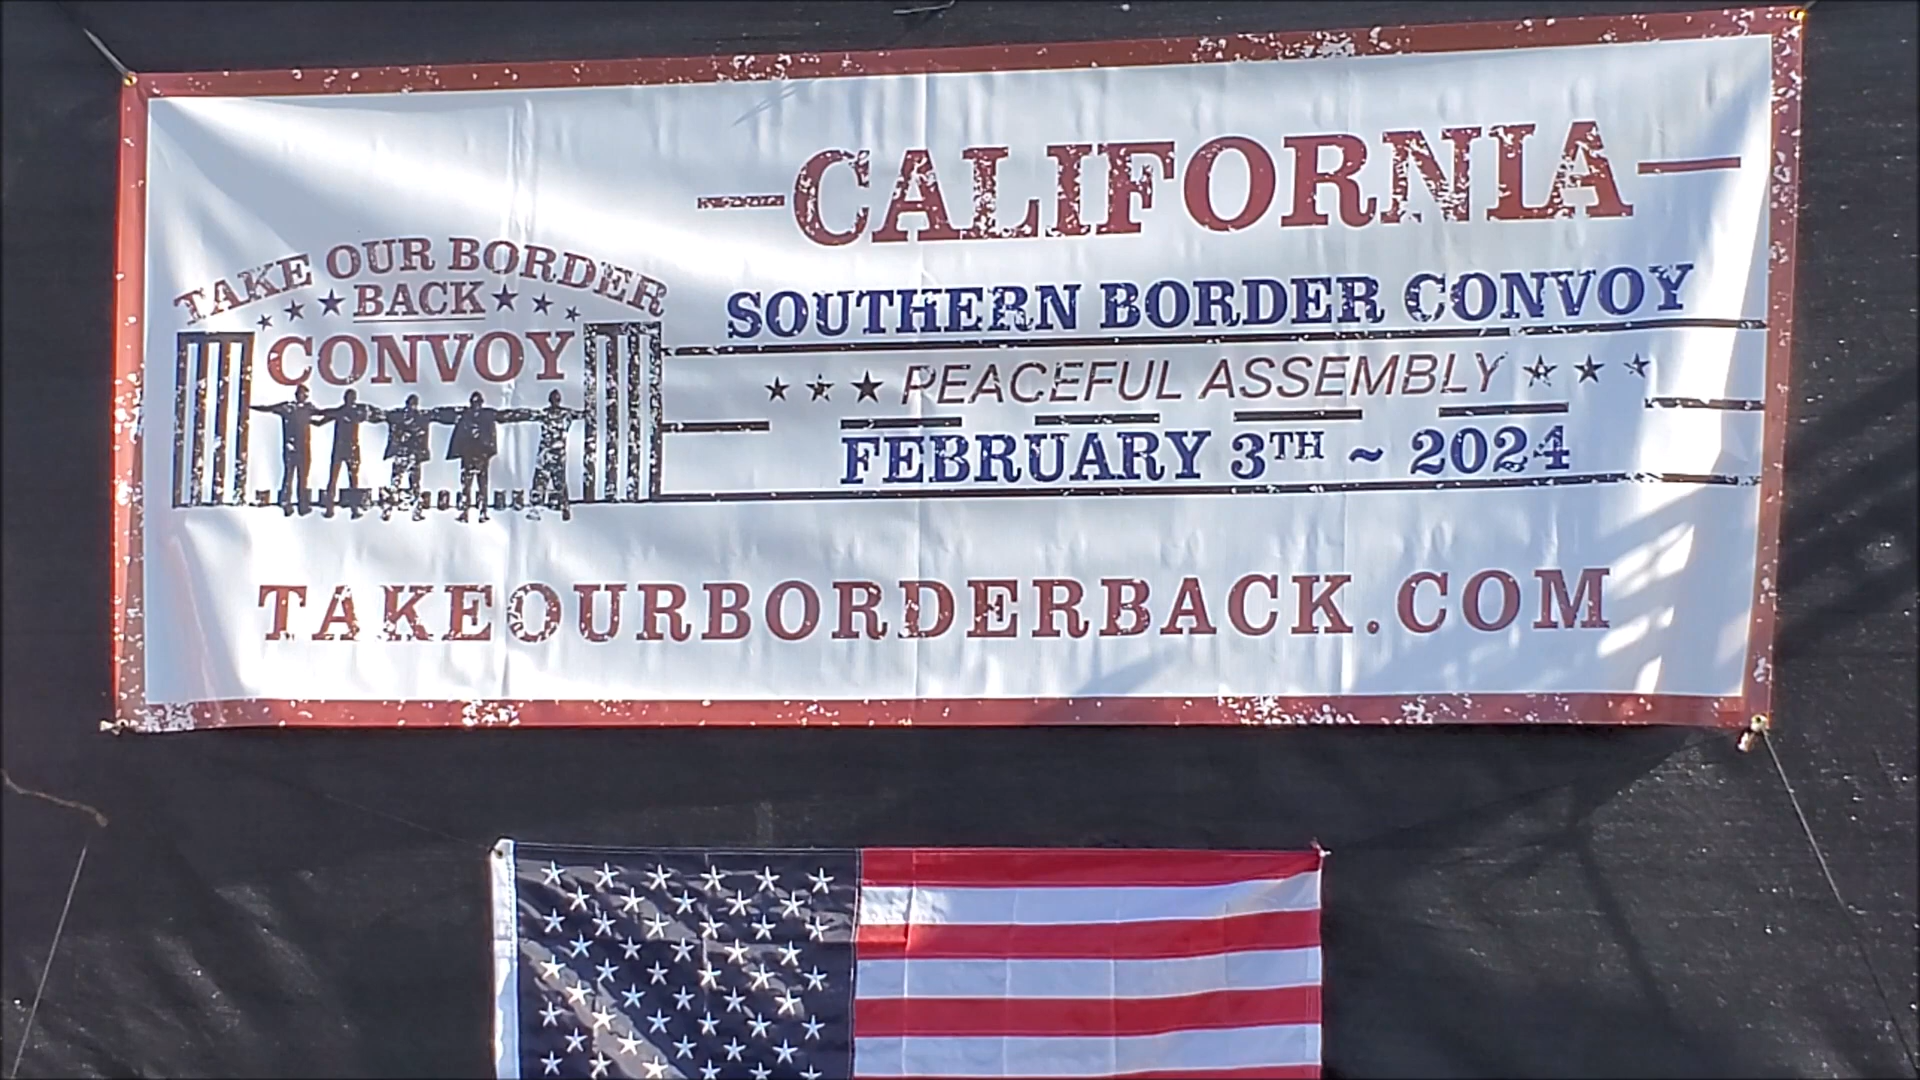 TAKE OUR BORDER
BACK
CONVOY
CALIFORNIA
SOUTHERN BORDER CONVOY
PEACEFUL ASSEMBLY
FEBRUARY 3TH ~ 2024
TAKEOURBORDERBACK.COM